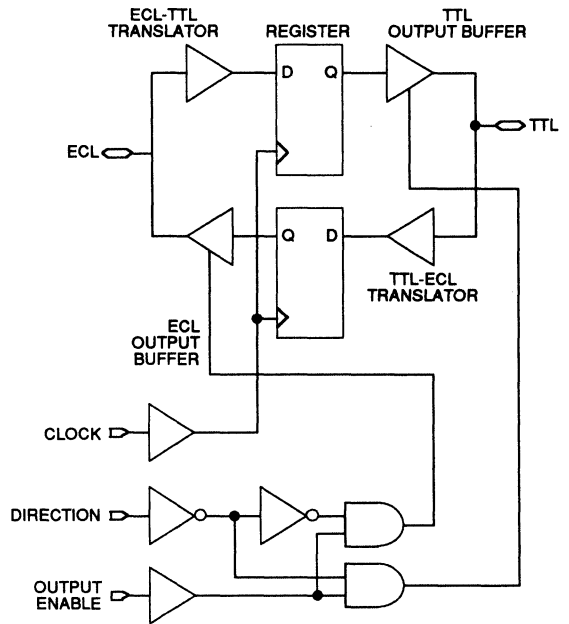 ECL-TTL
TRANSLATOR
REGISTER
TTL
OUTPUT BUFFER
D Q
ECL
TTL
Q D
TTL-ECL
TRANSLATOR
ECL
OUTPUT
BUFFER
CLOCK
DIRECTION
OUTPUT
ENABLE